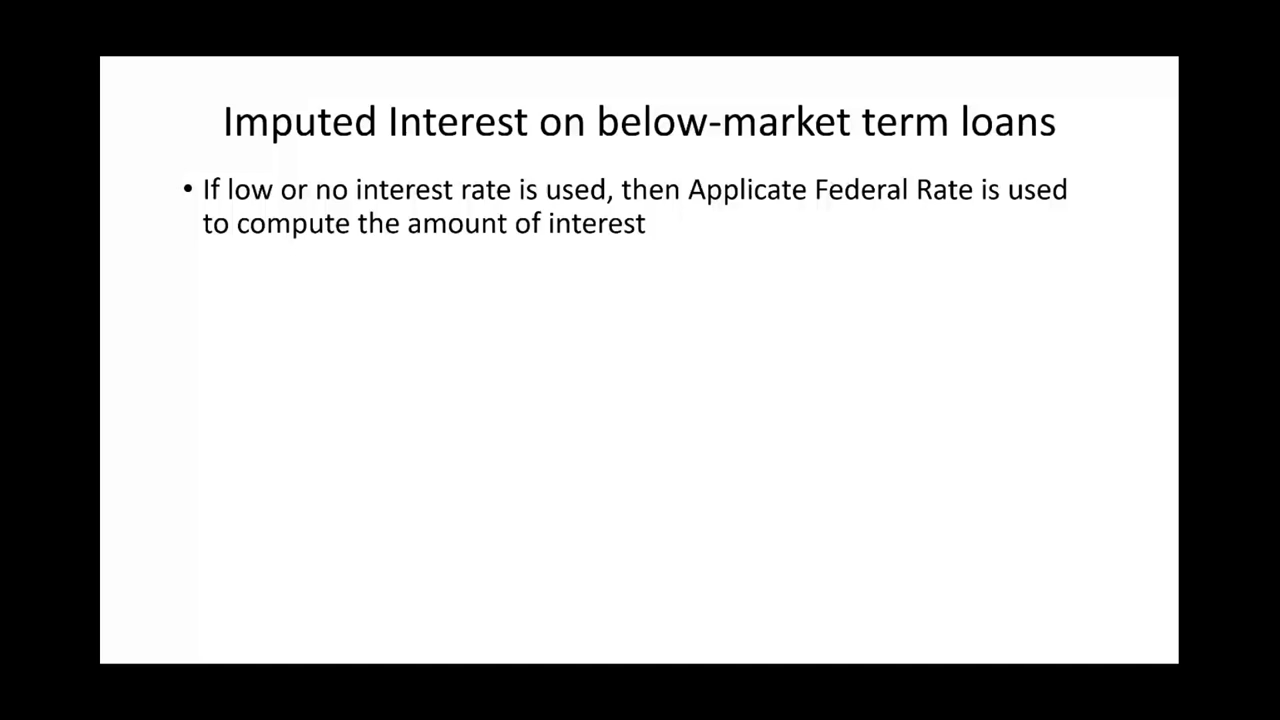 Imputed Interest on below-market term loans
• If low or no interest rate is used, then Applicate Federal Rate is used
to compute the amount of interest